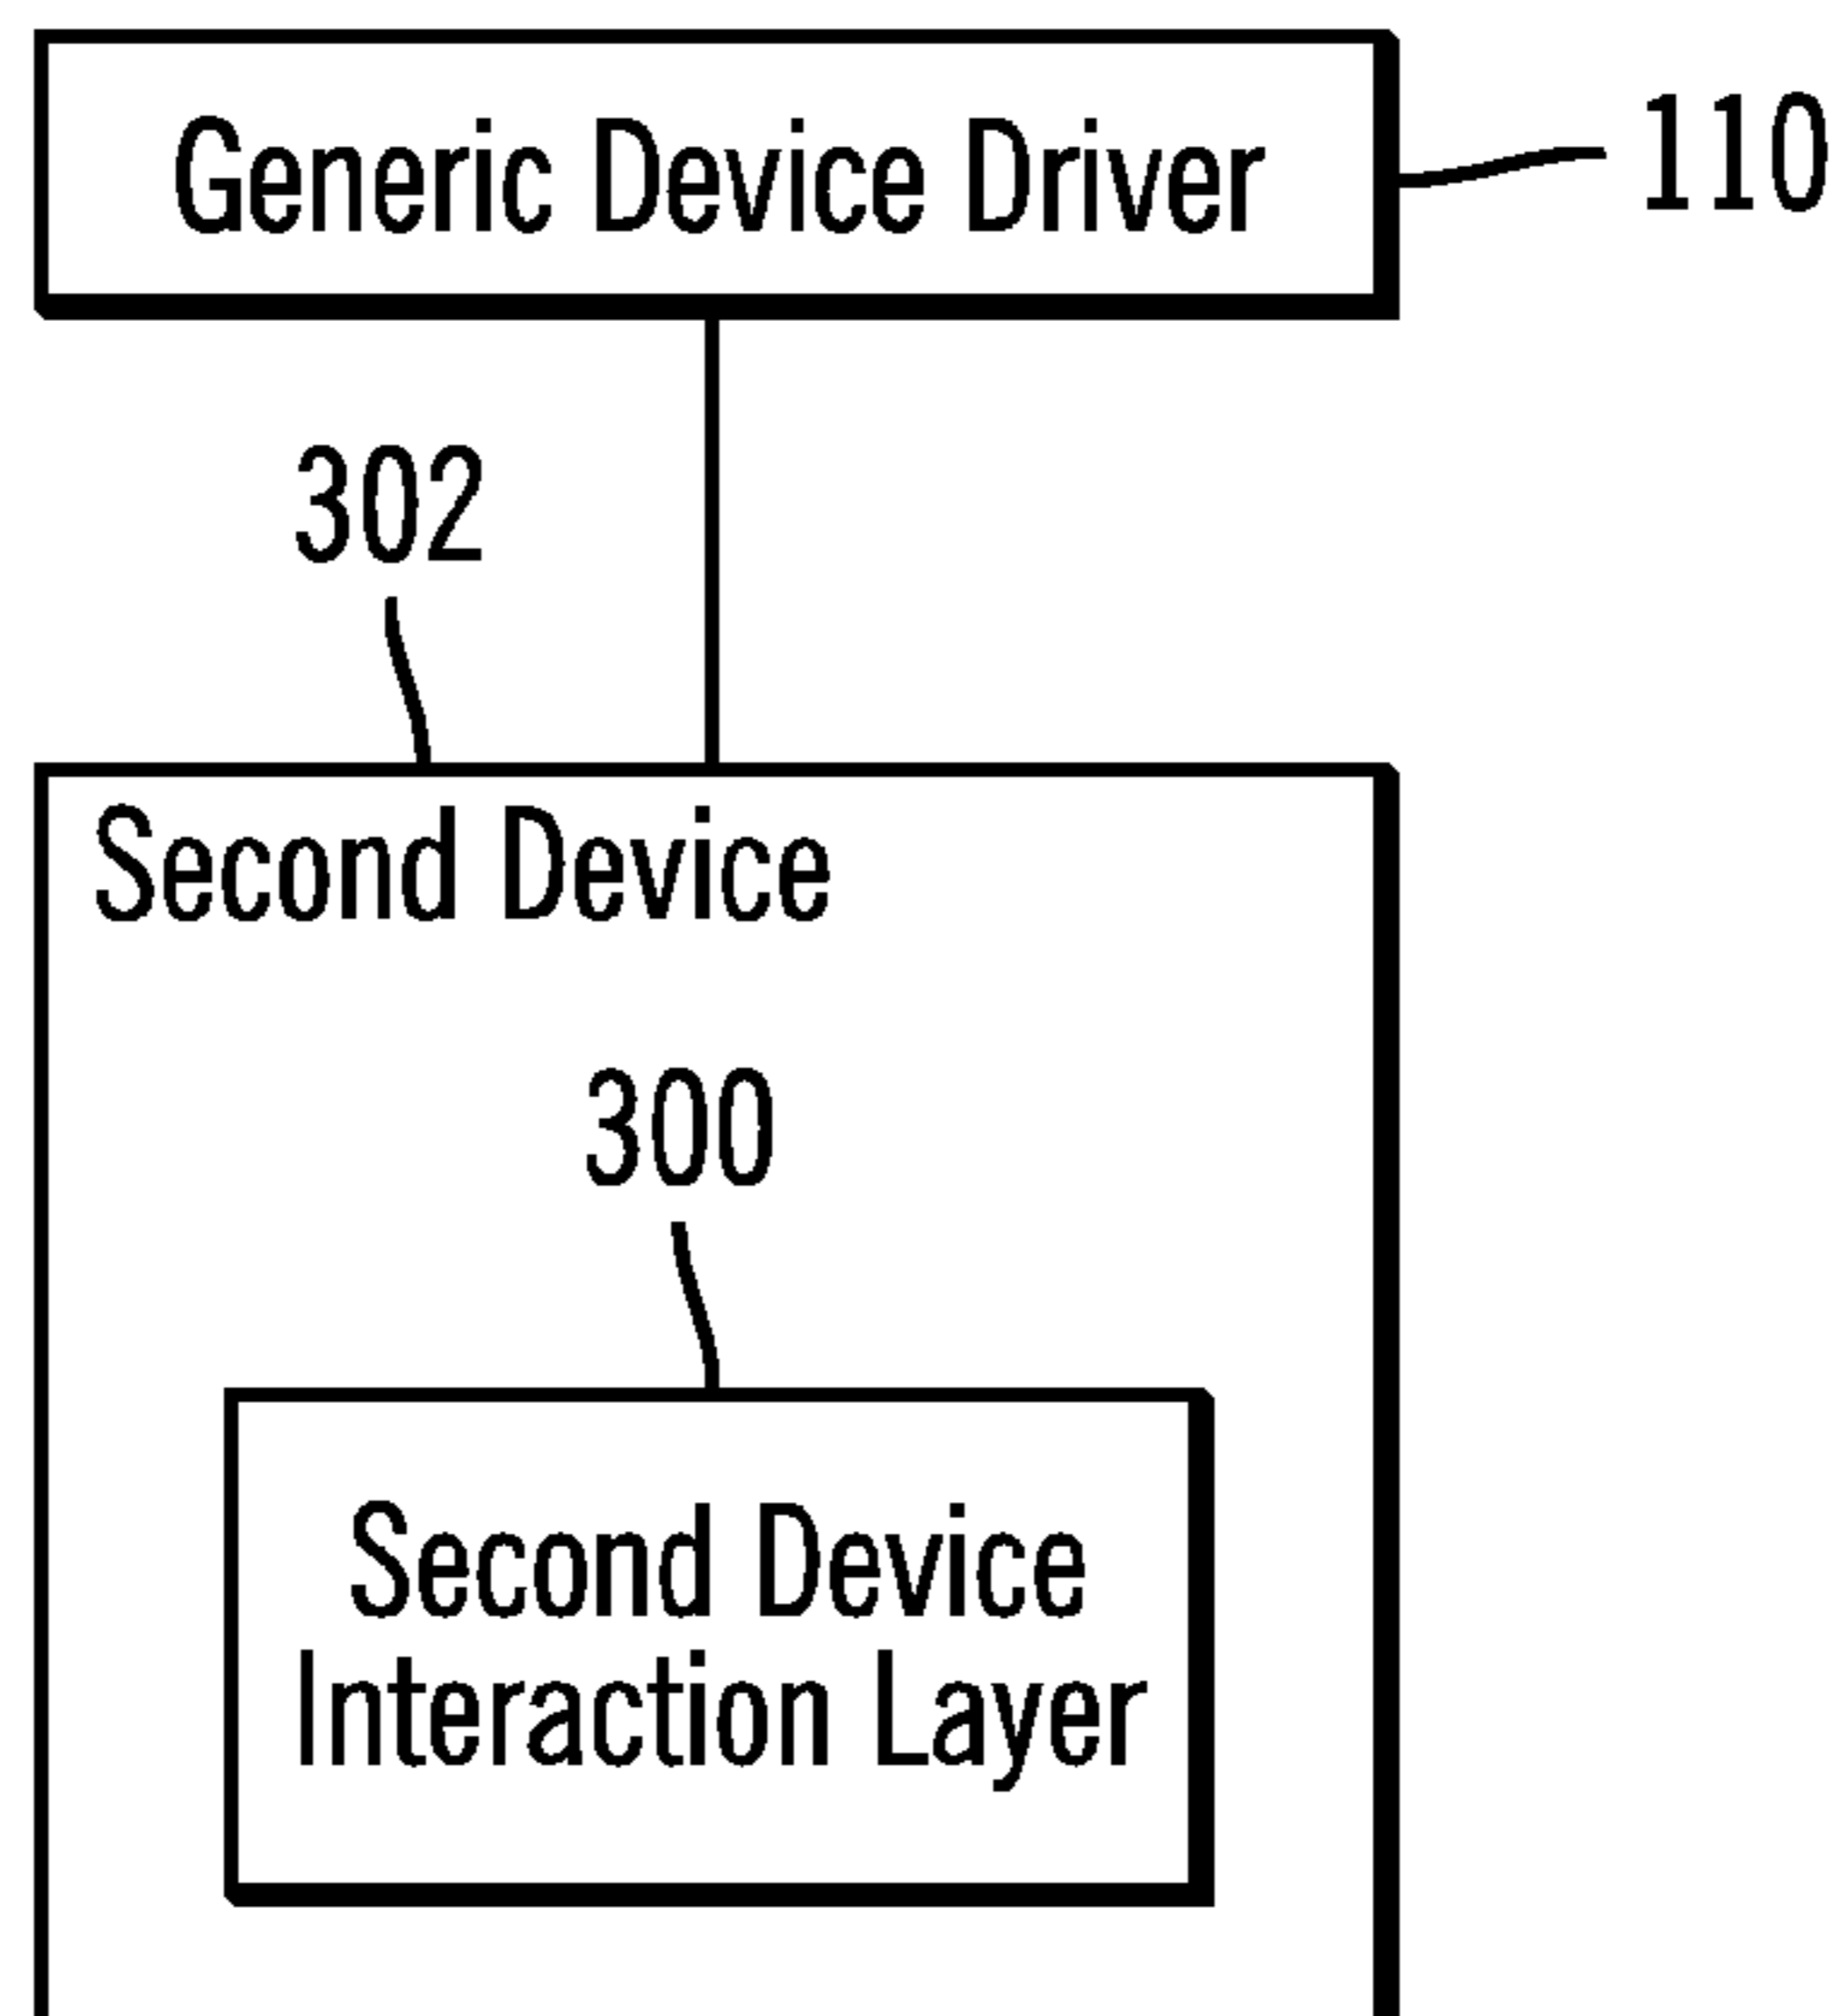 Generic Device Driver
110
302
Second Device
300
Second Device
Interaction Layer